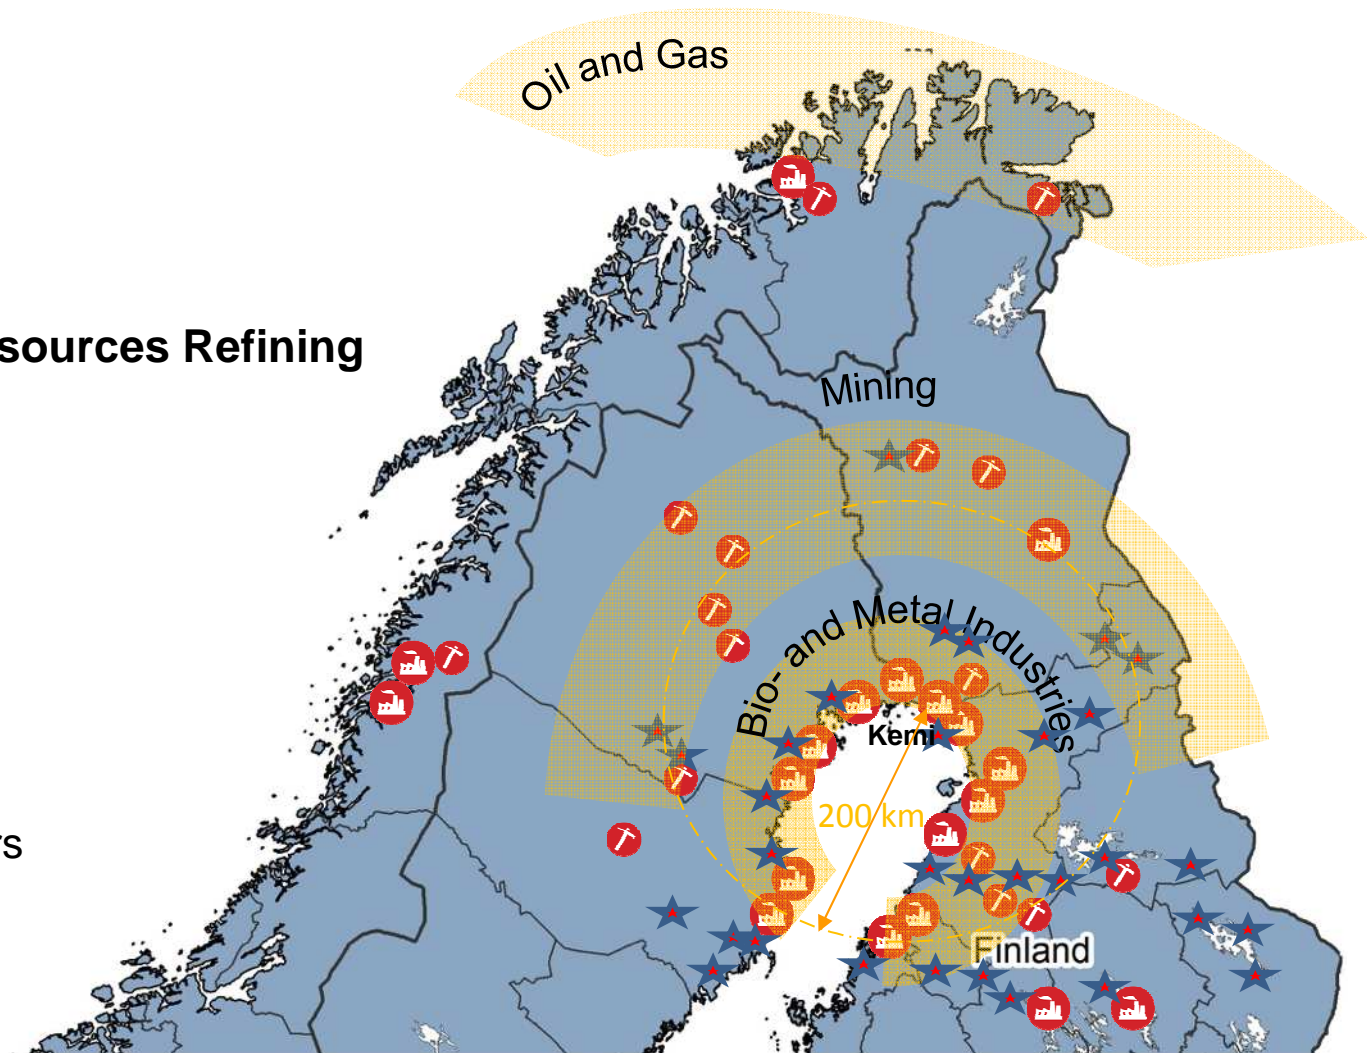 Oil and Gas
sources Refining
Mining
Bio- and Metal Industries
Kemi
200 km
rs
Finland